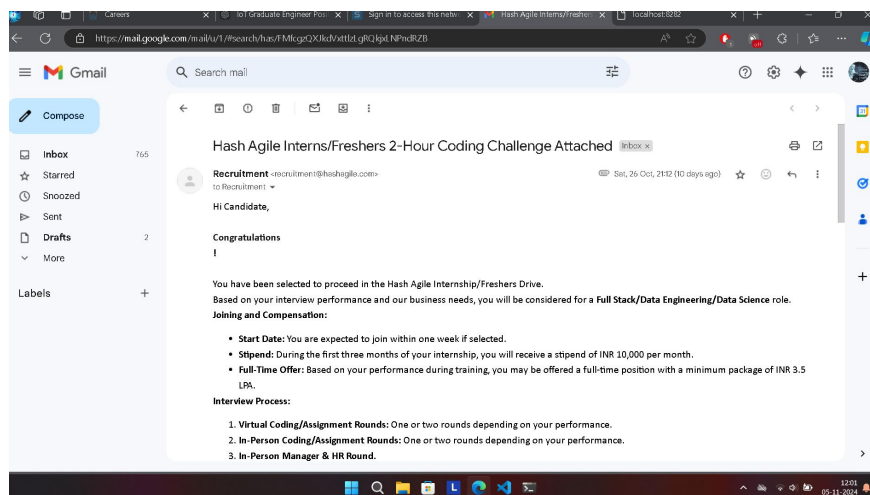 Careers
IoT Graduate Engineer Posi
Sign in to access this netwo
Hash Agile Interns/Freshers
localhost:8282
https://mail.google.com/mail/u/1/#search/has/FMfcgzQXJkdVxttlzLgRQkjxLNPndRZB
Gmail
Search mail
Compose
Inbox 765
Starred
Snoozed
Sent
Drafts 2
More
Labels
Hash Agile Interns/Freshers 2-Hour Coding Challenge Attached Inbox x
Recruitment <recruitment@hashagile.com>
Sat, 26 Oct, 21:12 (10 days ago)
to Recruitment
Hi Candidate,
Congratulations
!
You have been selected to proceed in the Hash Agile Internship/Freshers Drive.
Based on your interview performance and our business needs, you will be considered for a Full Stack/Data Engineering/Data Science role.
Joining and Compensation:
• Start Date: You are expected to join within one week if selected.
• Stipend: During the first three months of your internship, you will receive a stipend of INR 10,000 per month.
• Full-Time Offer: Based on your performance during training, you may be offered a full-time position with a minimum package of INR 3.5
LPA.
Interview Process:
1. Virtual Coding/Assignment Rounds: One or two rounds depending on your performance.
2. In-Person Coding/Assignment Rounds: One or two rounds depending on your performance.
3. In-Person Manager & HR Round.
12:01
05-11-2024